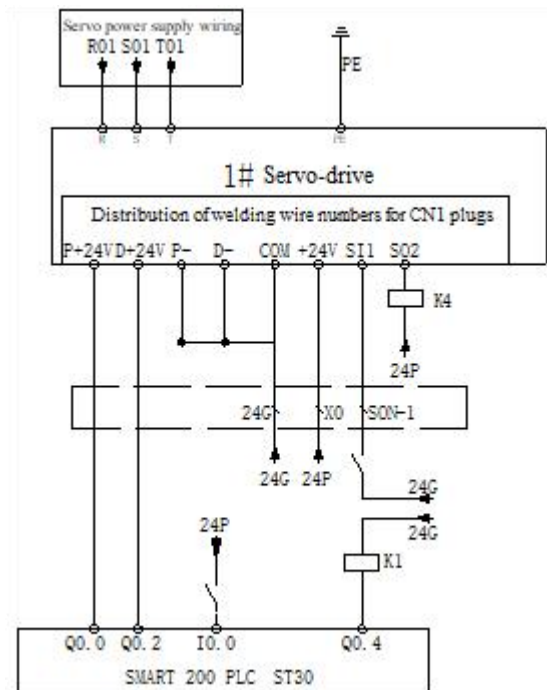 Servo power supply wiring
R01 S01 T01
PE
R S T PE
1# Servo-drive
Distribution of welding wire numbers for CN1 plugs
P+24V D+24V P- D- COM +24V SI1 SO2
K4
24P
24G X0 SON-1
24G 24P
24G
24P 24G
K1
Q0.0 Q0.2 I0.0 Q0.4
SMART 200 PLC ST30